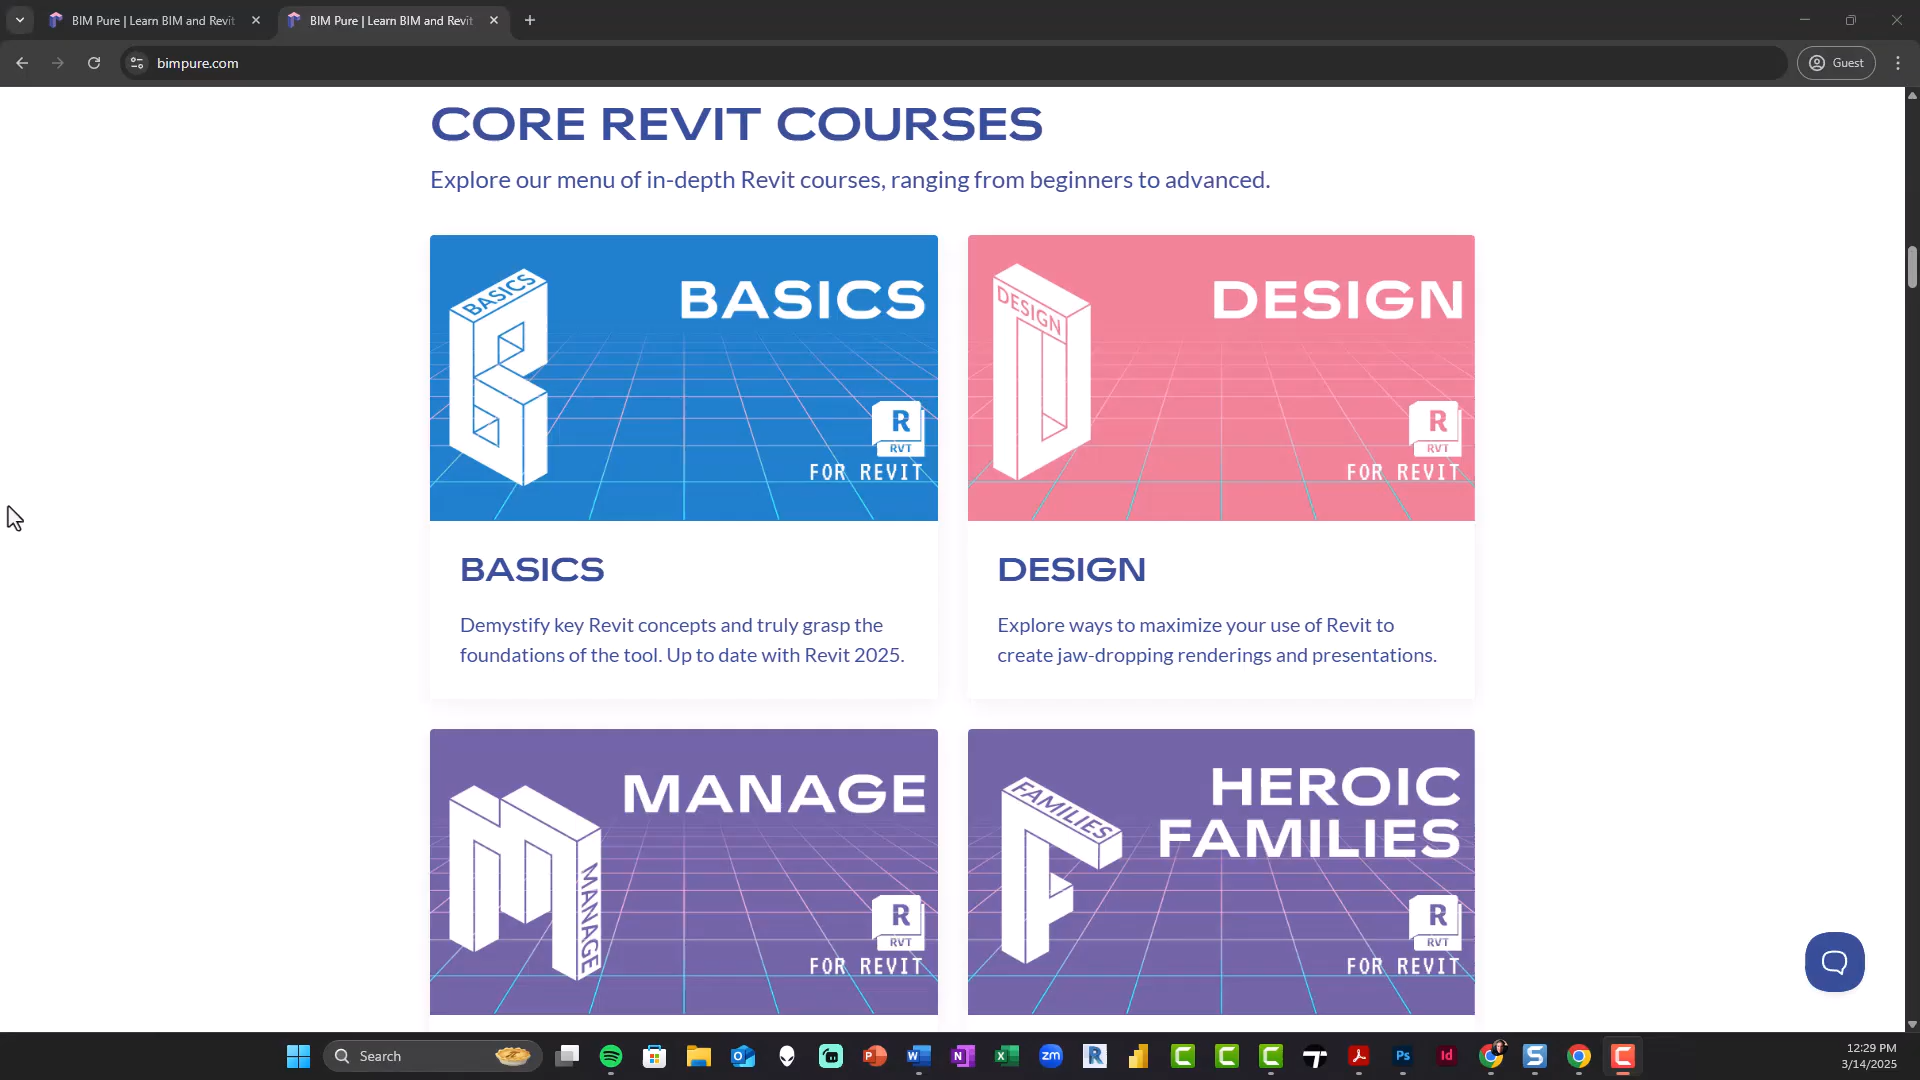 BIM Pure | Learn BIM and Revit
BIM Pure | Learn BIM and Revit
bimpure.com
Guest
CORE REVIT COURSES
Explore our menu of in-depth Revit courses, ranging from beginners to advanced.
BASICS
BASICS
R
RVT
FOR REVIT
DESIGN
DESIGN
R
RVT
FOR REVIT
BASICS
Demystify key Revit concepts and truly grasp the
foundations of the tool. Up to date with Revit 2025.
DESIGN
Explore ways to maximize your use of Revit to
create jaw-dropping renderings and presentations.
MANAGE
MANAGE
R
RVT
FOR REVIT
FAMILIES
HEROIC
FAMILIES
R
RVT
FOR REVIT
Search
zm
Ps
Id
12:29 PM
3/14/2025